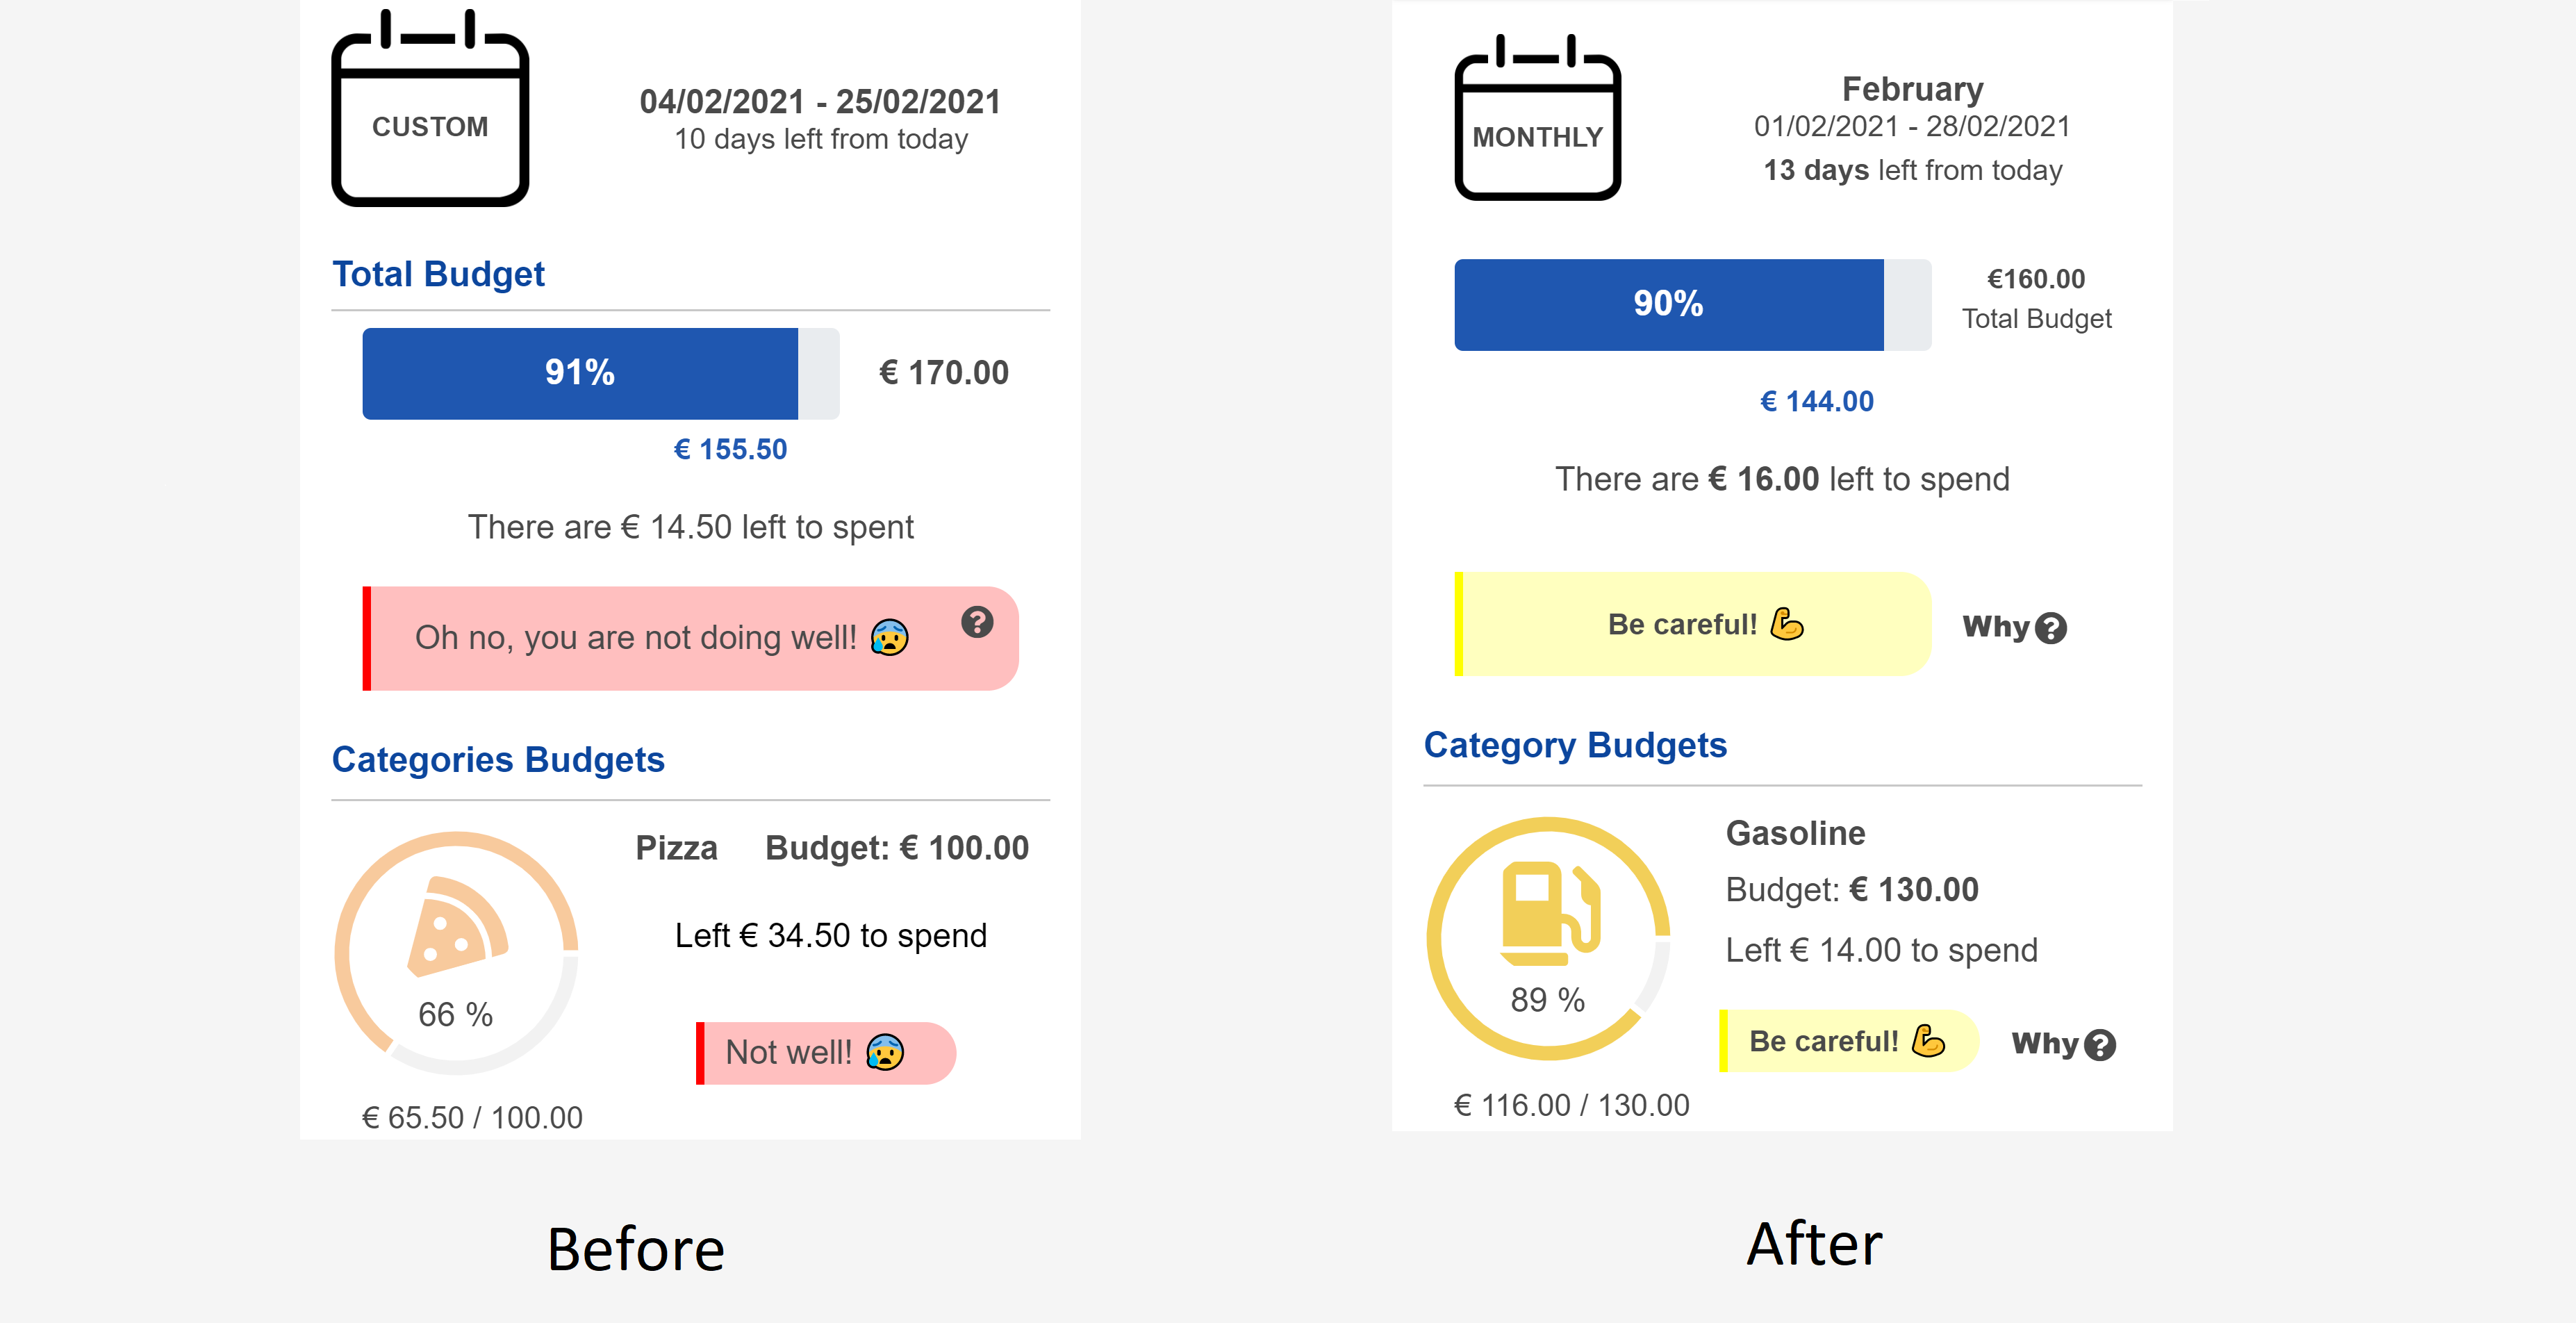 CUSTOM
04/02/2021 - 25/02/2021
10 days left from today
Total Budget
91%
€ 170.00
€ 155.50
There are € 14.50 left to spent
Oh no, you are not doing well! 😰
?
Categories Budgets
Pizza Budget: € 100.00
Left € 34.50 to spend
66 %
Not well! 😰
€ 65.50 / 100.00
Before
MONTHLY
February
01/02/2021 - 28/02/2021
13 days left from today
90%
€160.00
Total Budget
€ 144.00
There are € 16.00 left to spend
Be careful! 💪
Why?
Category Budgets
Gasoline
Budget: € 130.00
Left € 14.00 to spend
89 %
Be careful! 💪
Why?
€ 116.00 / 130.00
After